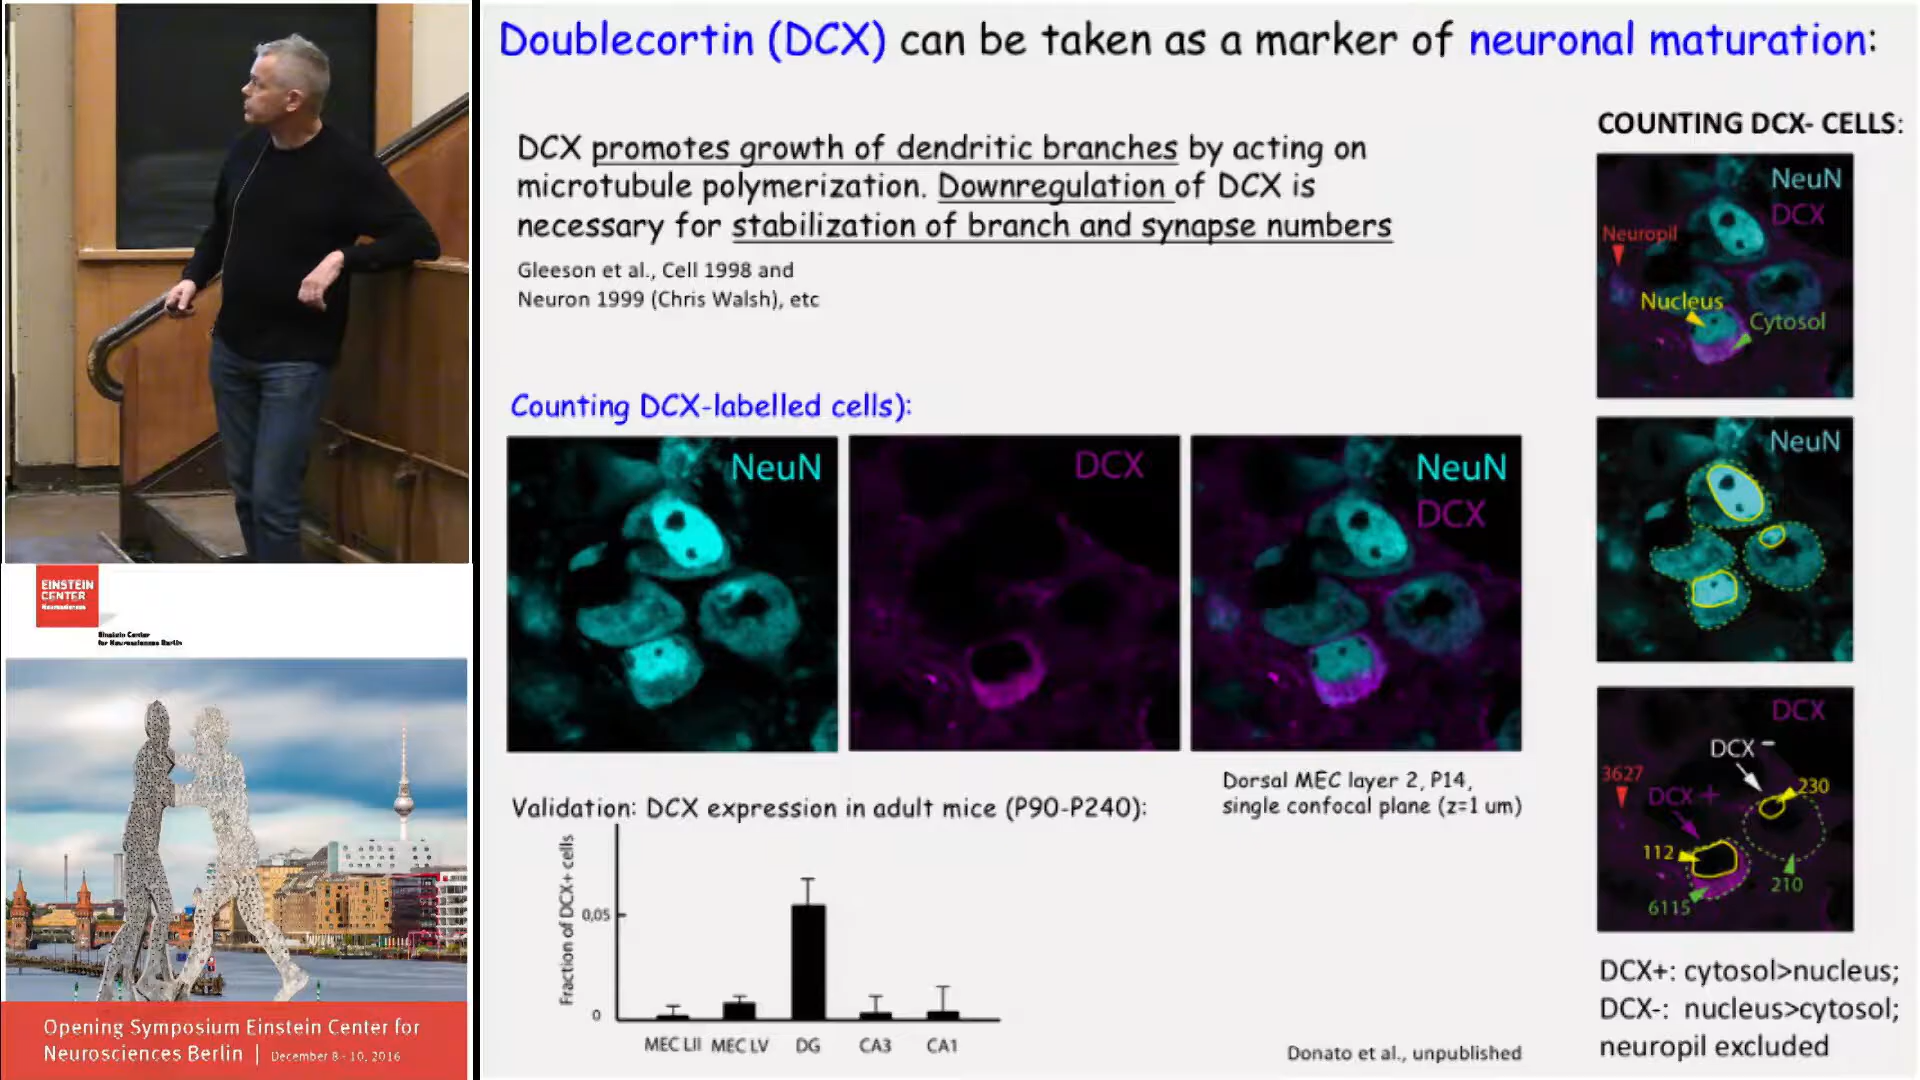 Doublecortin (DCX) can be taken as a marker of neuronal maturation:
DCX promotes growth of dendritic branches by acting on
microtubule polymerization. Downregulation of DCX is
necessary for stabilization of branch and synapse numbers
Gleeson et al., Cell 1998 and
Neuron 1999 (Chris Walsh), etc
Counting DCX-labelled cells):
NeuN
DCX
NeuN
DCX
Dorsal MEC layer 2, P14,
single confocal plane (z=1 um)
Validation: DCX expression in adult mice (P90-P240):
Fraction of DCX+ cells
0,05
0
MEC LII
MEC LV
DG
CA3
CA1
Donato et al., unpublished
COUNTING DCX- CELLS:
NeuN
DCX
Neuropil
Nucleus
Cytosol
NeuN
DCX
DCX -
3627
230
DCX +
112
210
6115
DCX+: cytosol>nucleus;
DCX-: nucleus>cytosol;
neuropil excluded
EINSTEIN
CENTER
Neurosciences
Einstein Center
for Neurosciences Berlin
Opening Symposium Einstein Center for
Neurosciences Berlin | December 8 - 10, 2016